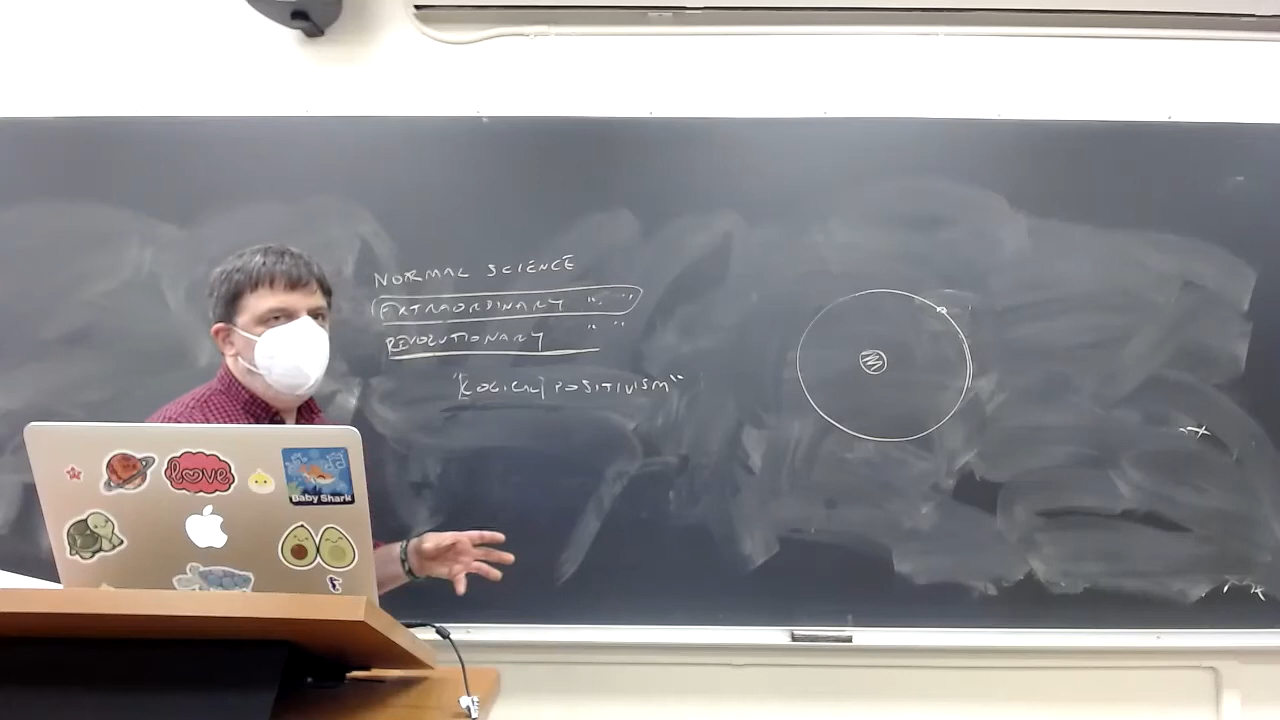 NORMAL SCIENCE
EXTRAORDINARY " "
REVOLUTIONARY " "
"[LOGICAL] POSITIVISM"
love
Baby Shark